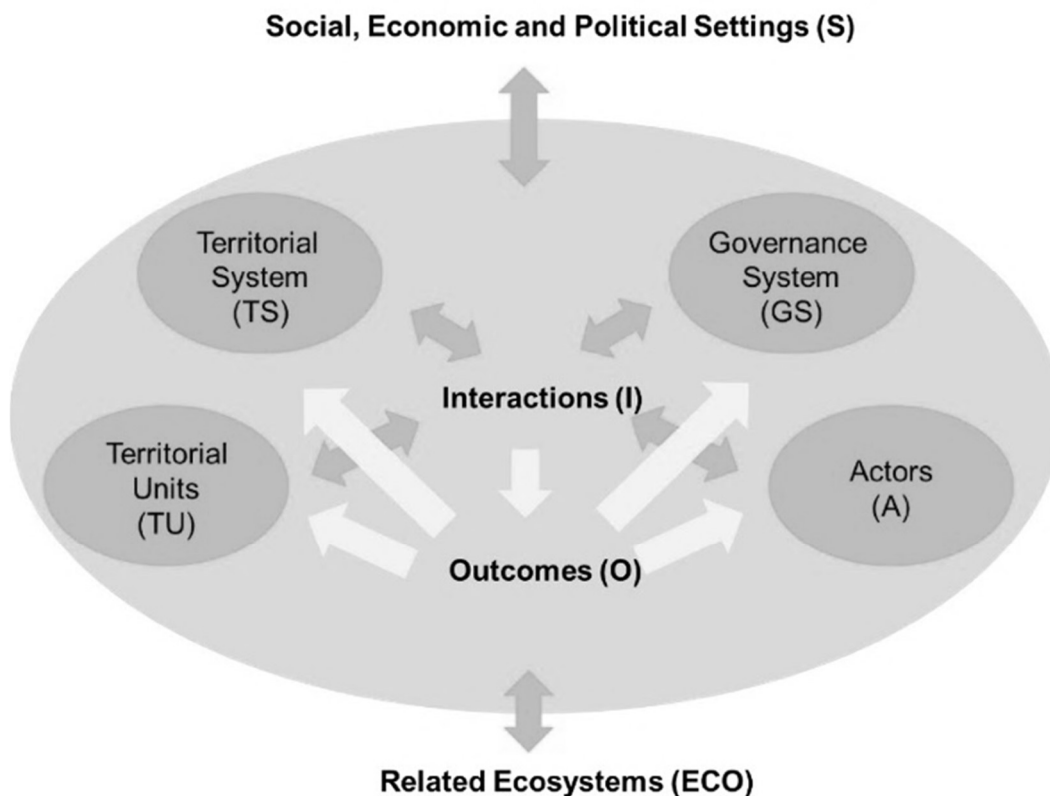 Social, Economic and Political Settings (S)
Territorial
System
(TS)
Governance
System
(GS)
Interactions (I)
Territorial
Units
(TU)
Actors
(A)
Outcomes (O)
Related Ecosystems (ECO)